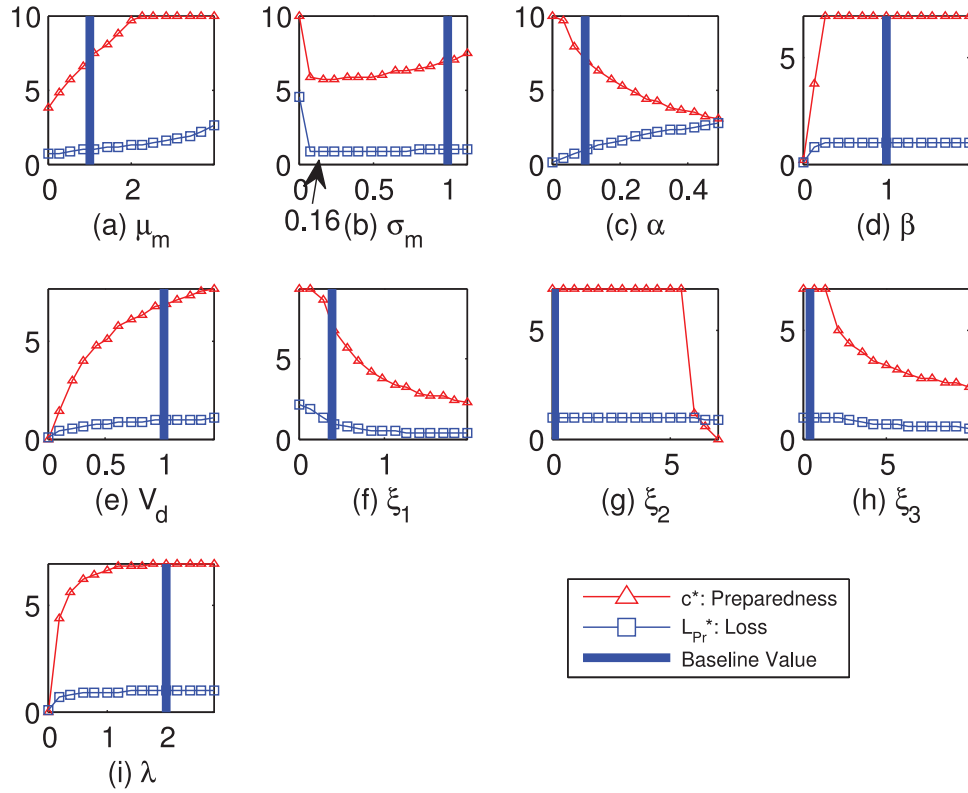 10
5
0
0 2
(a) μm
10
5
0
0 0.5 1
0.16
(b) σm
10
5
0
0 0.2 0.4
(c) α
5
0
0 1
(d) β
5
0
0 0.5 1
(e) Vd
5
0
0 1
(f) ξ1
5
0
0 5
(g) ξ2
5
0
0 5
(h) ξ3
5
0
0 1 2
(i) λ
c*: Preparedness
LPr*: Loss
Baseline Value